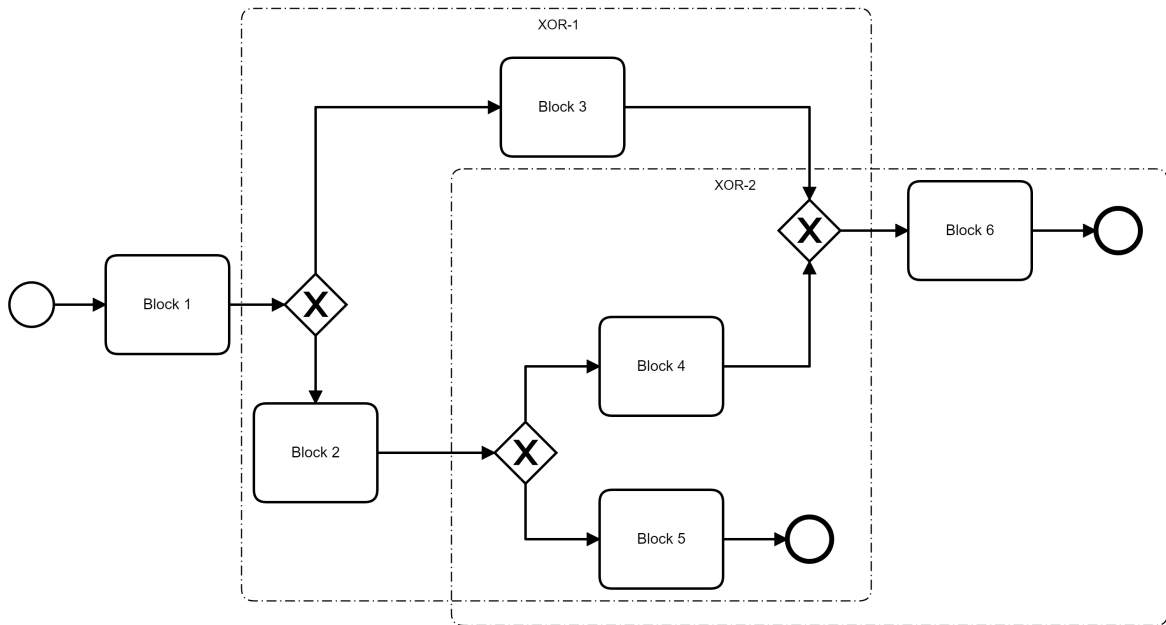 XOR-1
Block 3
XOR-2
X
Block 6
Block 1
X
Block 4
Block 2
X
Block 5